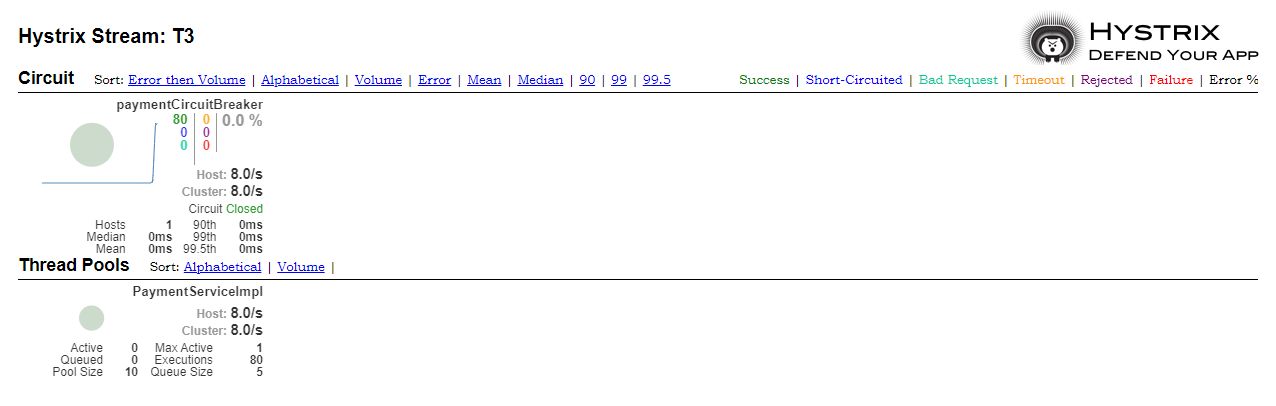 Hystrix Stream: T3
HYSTRIX
DEFEND YOUR APP
Circuit Sort: Error then Volume | Alphabetical | Volume | Error | Mean | Median | 90 | 99 | 99.5 Success | Short-Circuited | Bad Request | Timeout | Rejected | Failure | Error %
paymentCircuitBreaker
80 0 0.0 %
0 0
0 0
Host: 8.0/s
Cluster: 8.0/s
Circuit Closed
Hosts 1 90th 0ms
Median 0ms 99th 0ms
Mean 0ms 99.5th 0ms
Thread Pools Sort: Alphabetical | Volume |
PaymentServiceImpl
Host: 8.0/s
Cluster: 8.0/s
Active 0 Max Active 1
Queued 0 Executions 80
Pool Size 10 Queue Size 5